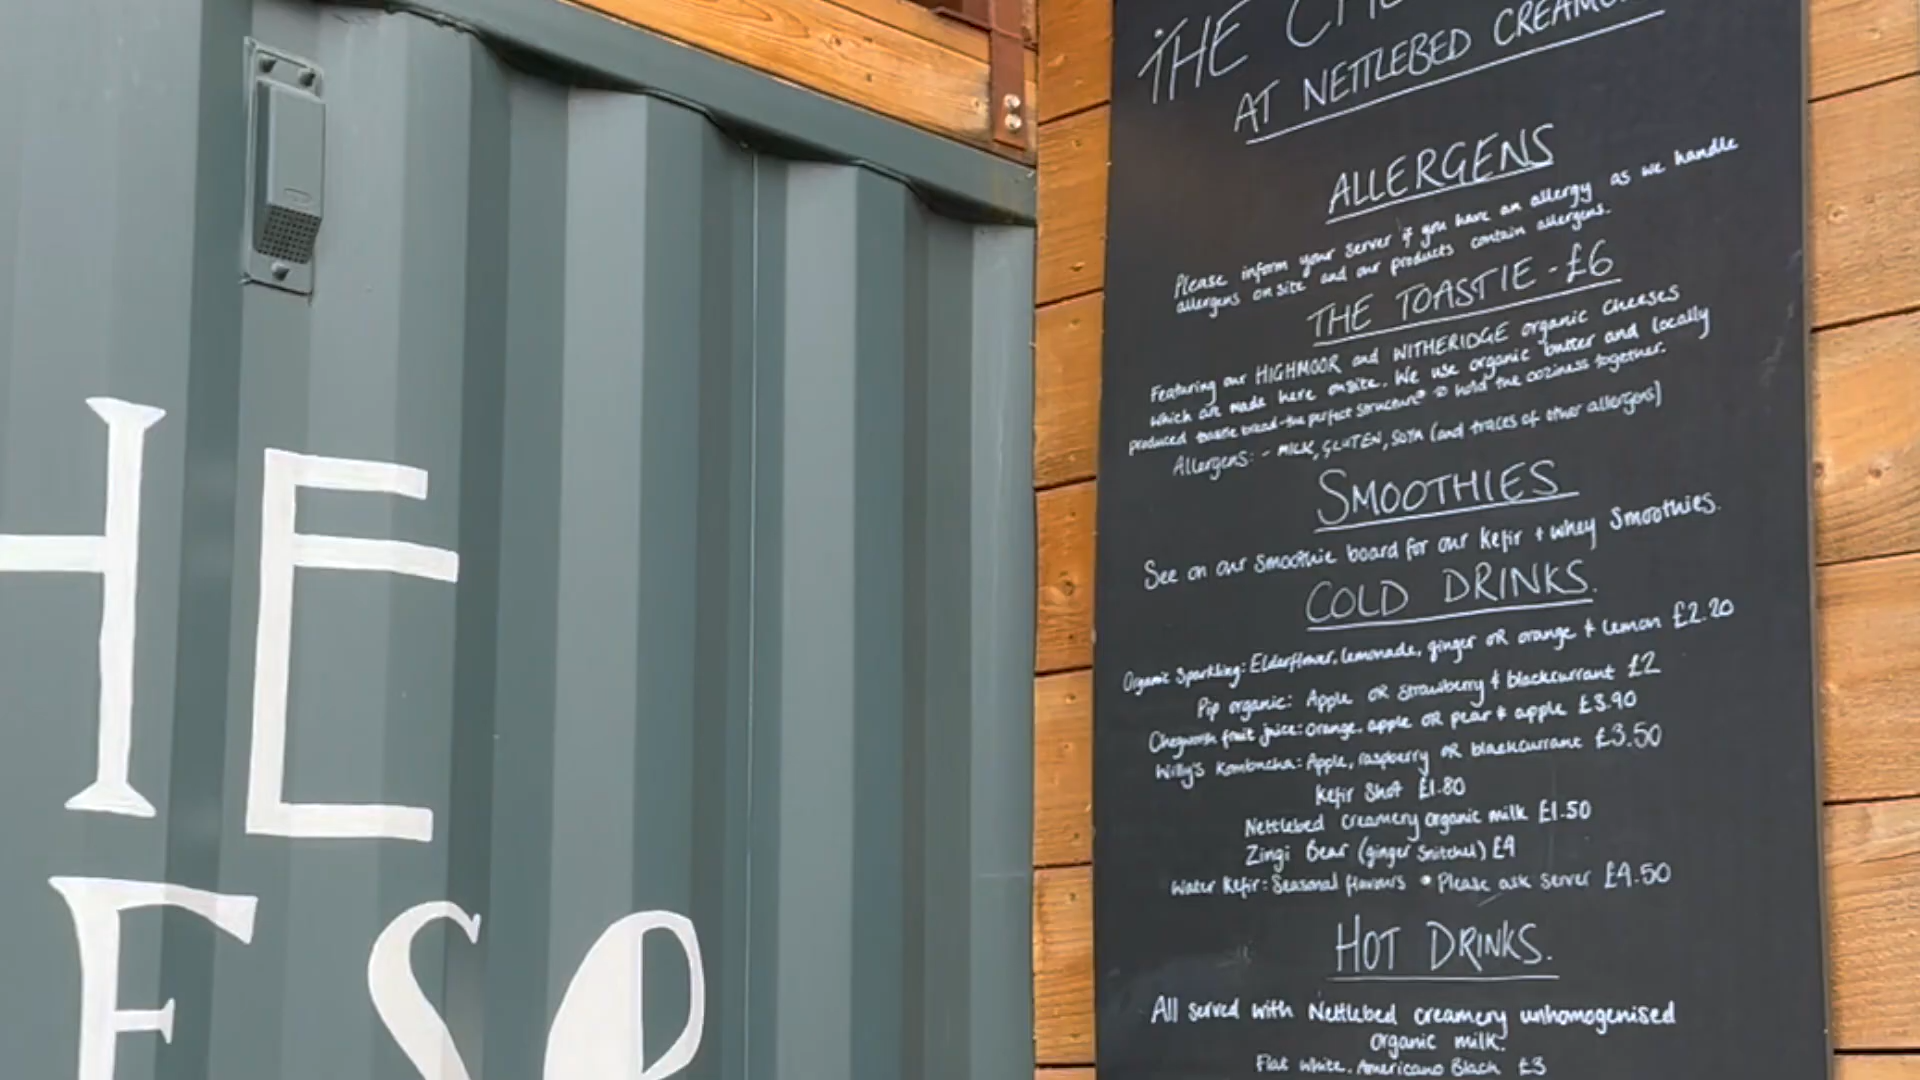 HE
ESE
THE CHE
AT NETTLEBED CREAME
ALLERGENS
Please inform your server if you have an allergy as we handle
allergens on site and our products contain allergens.
THE TOASTIE - £6
Featuring our HIGHMOOR and WITHERIDGE organic cheeses
which are made here onsite. We use organic butter and locally
produced toastie bread - the perfect structure to hold the ooziness together.
Allergens: - MILK, GLUTEN, SOYA (and traces of other allergens)
SMOOTHIES
See on our smoothie board for our kefir + whey smoothies.
COLD DRINKS.
Organic Sparkling: Elderflower, lemonade, ginger OR orange & lemon £2.20
Pip organic: Apple OR strawberry & blackcurrant £2
Chegworth fruit juice: orange, apple OR pear & apple £3.90
Willy's Kombucha: Apple, raspberry OR blackcurrant £3.50
Kefir Shot £1.80
Nettlebed creamery organic milk £1.50
Zingi Bear (ginger switchel) £4
Water Kefir: Seasonal flavours • Please ask server £4.50
HOT DRINKS.
All served with Nettlebed creamery unhomogenised
organic milk.
Flat white, Americano Black £3